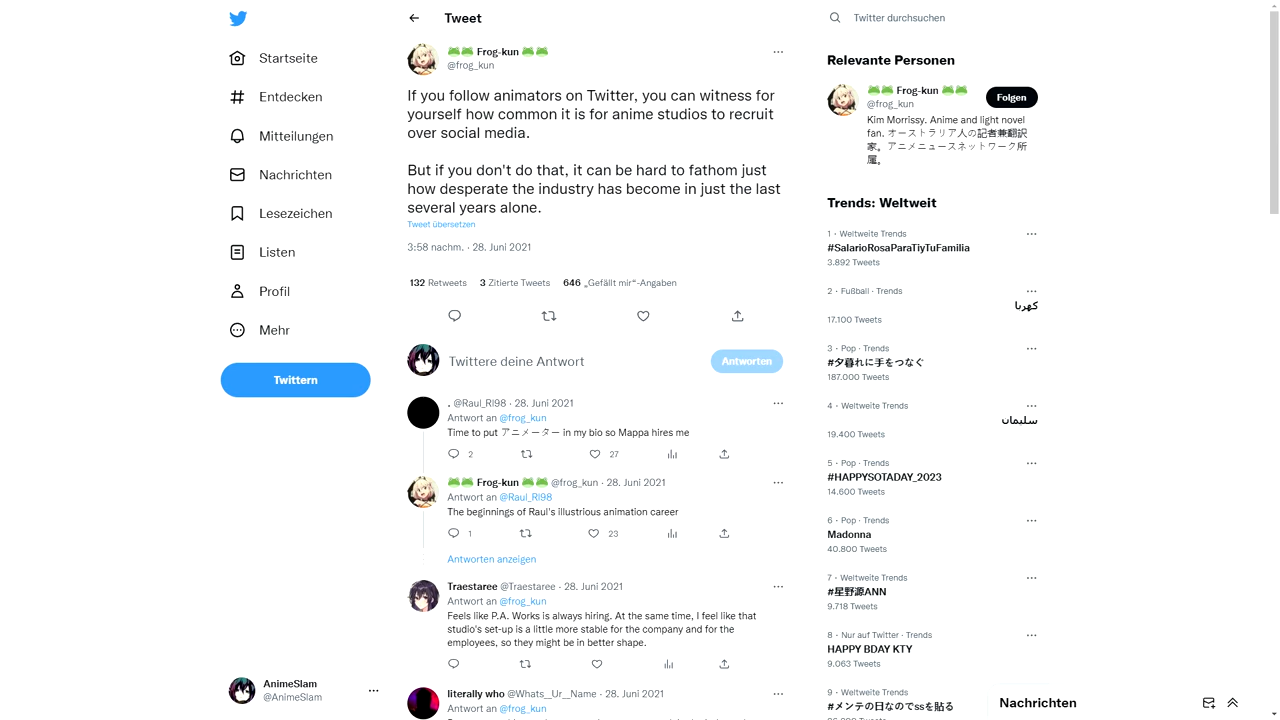 Startseite
Entdecken
Mitteilungen
Nachrichten
Lesezeichen
Listen
Profil
Mehr
Twittern
AnimeSlam
@AnimeSlam
Tweet
Frog-kun
@frog_kun
If you follow animators on Twitter, you can witness for
yourself how common it is for anime studios to recruit
over social media.
But if you don't do that, it can be hard to fathom just
how desperate the industry has become in just the last
several years alone.
Tweet übersetzen
3:58 nachm. · 28. Juni 2021
132 Retweets 3 Zitierte Tweets 646 „Gefällt mir“-Angaben
Twittere deine Antwort
Antworten
. @Raul_RI98 · 28. Juni 2021
Antwort an @frog_kun
Time to put アニメーター in my bio so Mappa hires me
2 27
Frog-kun @frog_kun · 28. Juni 2021
Antwort an @Raul_RI98
The beginnings of Raul's illustrious animation career
1 23
Antworten anzeigen
Traestaree @Traestaree · 28. Juni 2021
Antwort an @frog_kun
Feels like P.A. Works is always hiring. At the same time, I feel like that
studio's set-up is a little more stable for the company and for the
employees, so they might be in better shape.
literally who @Whats__Ur__Name · 28. Juni 2021
Antwort an @frog_kun
Twitter durchsuchen
Relevante Personen
Frog-kun
@frog_kun
Folgen
Kim Morrissy. Anime and light novel
fan. オーストラリア人の記者兼翻訳
家。アニメニュースネットワーク所
属。
Trends: Weltweit
1 · Weltweite Trends
#SalarioRosaParaTiyTuFamilia
3.892 Tweets
2 · Fußball · Trends
كهربا
17.100 Tweets
3 · Pop · Trends
#夕暮れに手をつなぐ
187.000 Tweets
4 · Weltweite Trends
سليمان
19.400 Tweets
5 · Pop · Trends
#HAPPYSOTADAY_2023
14.600 Tweets
6 · Pop · Trends
Madonna
40.800 Tweets
7 · Weltweite Trends
#星野源ANN
9.718 Tweets
8 · Nur auf Twitter · Trends
HAPPY BDAY KTY
9.063 Tweets
9 · Weltweite Trends
#メンテの日なのでssを貼る
Nachrichten